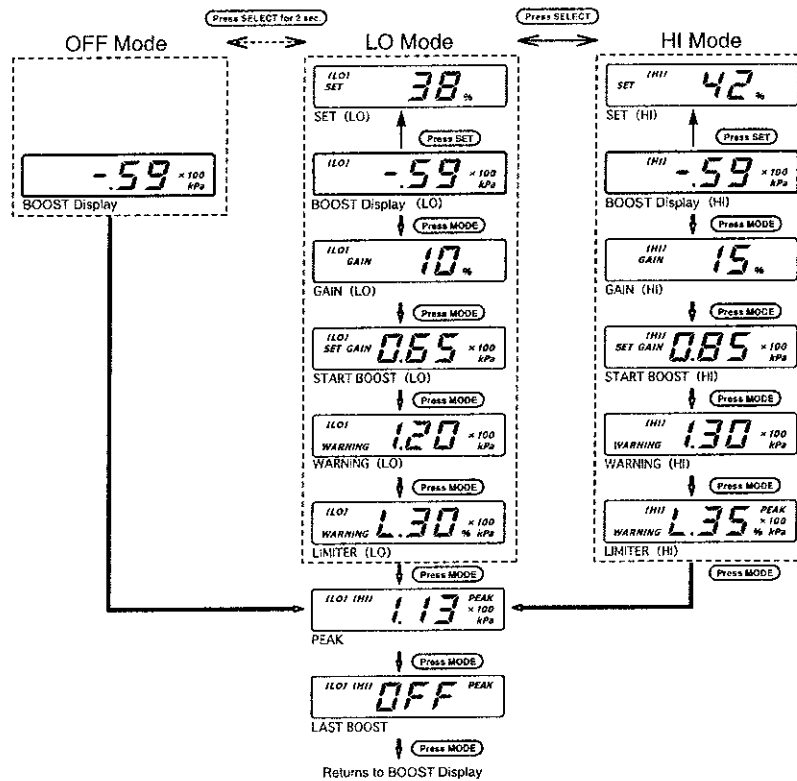 Press SELECT for 2 sec.
Press SELECT
OFF Mode
LO Mode
HI Mode
-.59 ×100 kPa
BOOST Display
[LO] SET 38 %
SET (LO)
Press SET
[LO] -.59 ×100 kPa
BOOST Display (LO)
Press MODE
[LO] GAIN 10 %
GAIN (LO)
Press MODE
[LO] SET GAIN 0.65 ×100 kPa
START BOOST (LO)
Press MODE
[LO] WARNING 1.20 ×100 kPa
WARNING (LO)
Press MODE
[LO] WARNING L.30 ×100 % kPa
LIMITER (LO)
Press MODE
SET [HI] 42 %
SET (HI)
Press SET
[HI] -.59 ×100 kPa
BOOST Display (HI)
Press MODE
[HI] GAIN 15 %
GAIN (HI)
Press MODE
[HI] SET GAIN 0.85 ×100 kPa
START BOOST (HI)
Press MODE
[HI] WARNING 1.30 ×100 kPa
WARNING (HI)
Press MODE
[HI] WARNING L.35 PEAK ×100 % kPa
LIMITER (HI)
Press MODE
[LO] [HI] 1.13 PEAK ×100 kPa
PEAK
Press MODE
[LO] [HI] OFF PEAK
LAST BOOST
Press MODE
Returns to BOOST Display